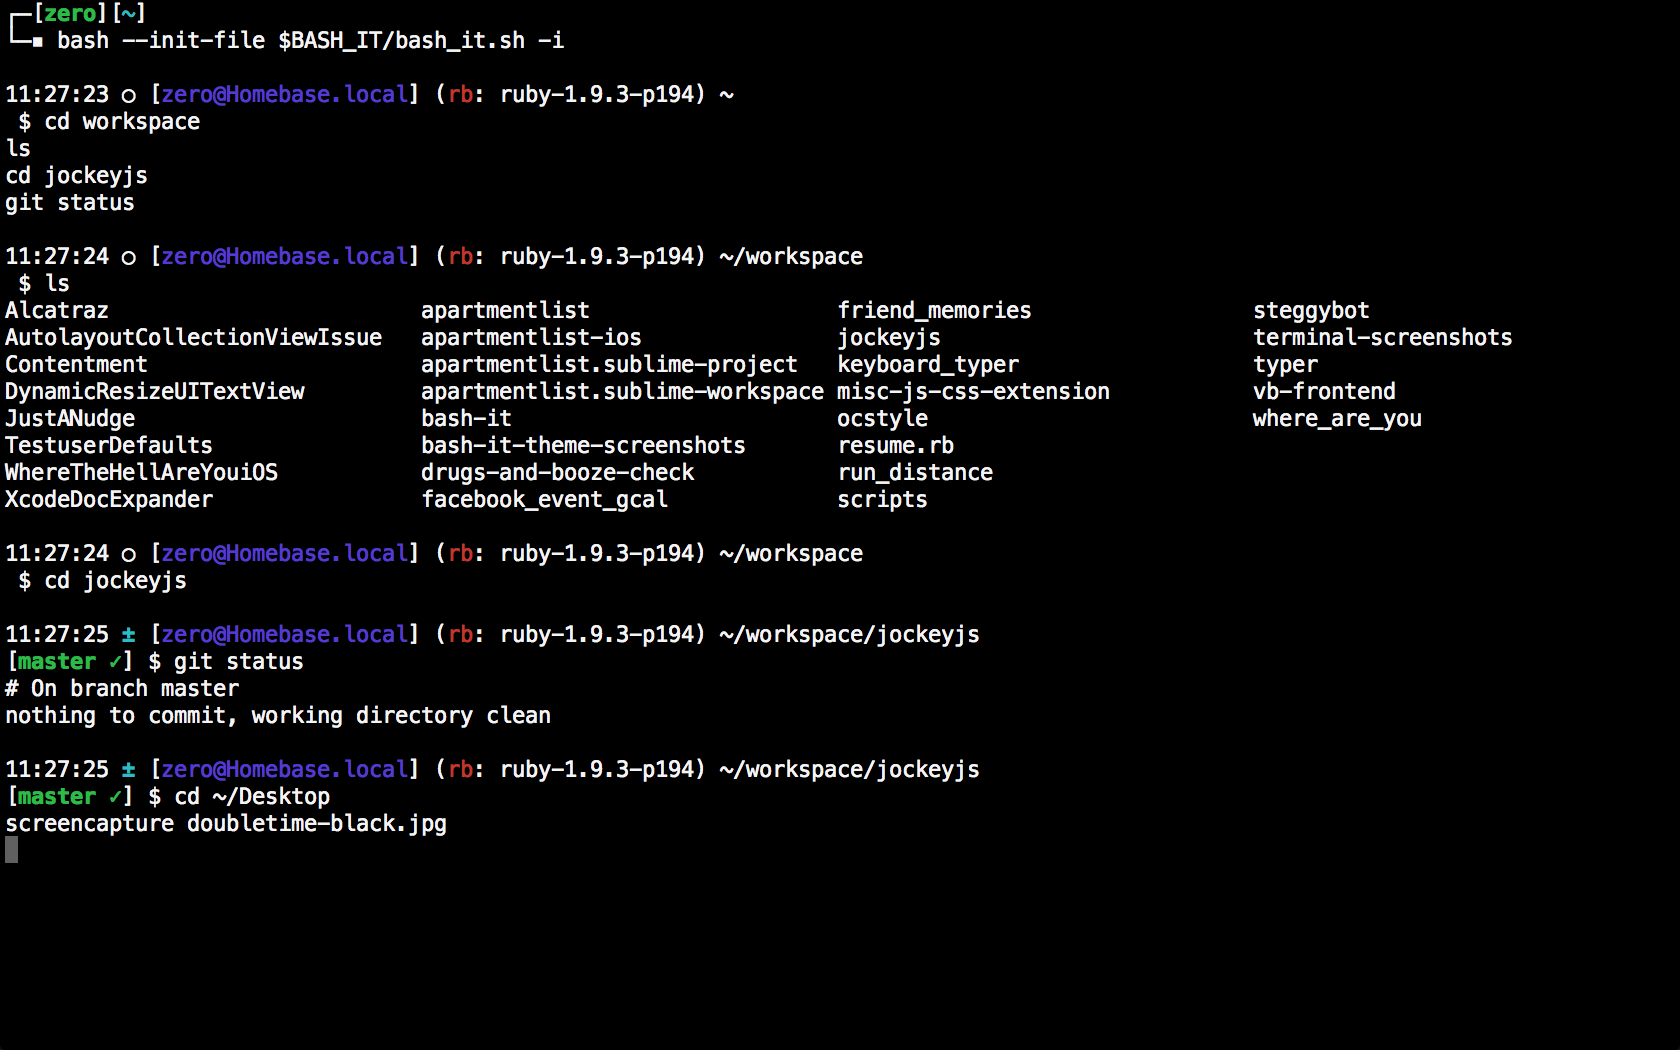 ┌─[zero][~]
└─▪ bash --init-file $BASH_IT/bash_it.sh -i
11:27:23 ○ [zero@Homebase.local] (rb: ruby-1.9.3-p194) ~
$ cd workspace
ls
cd jockeyjs
git status
11:27:24 ○ [zero@Homebase.local] (rb: ruby-1.9.3-p194) ~/workspace
$ ls
Alcatraz apartmentlist friend_memories steggybot
AutolayoutCollectionViewIssue apartmentlist-ios jockeyjs terminal-screenshots
Contentment apartmentlist.sublime-project keyboard_typer typer
DynamicResizeUITextView apartmentlist.sublime-workspace misc-js-css-extension vb-frontend
JustANudge bash-it ocstyle where_are_you
TestuserDefaults bash-it-theme-screenshots resume.rb
WhereTheHellAreYouiOS drugs-and-booze-check run_distance
XcodeDocExpander facebook_event_gcal scripts
11:27:24 ○ [zero@Homebase.local] (rb: ruby-1.9.3-p194) ~/workspace
$ cd jockeyjs
11:27:25 ± [zero@Homebase.local] (rb: ruby-1.9.3-p194) ~/workspace/jockeyjs
[master ✓] $ git status
# On branch master
nothing to commit, working directory clean
11:27:25 ± [zero@Homebase.local] (rb: ruby-1.9.3-p194) ~/workspace/jockeyjs
[master ✓] $ cd ~/Desktop
screencapture doubletime-black.jpg